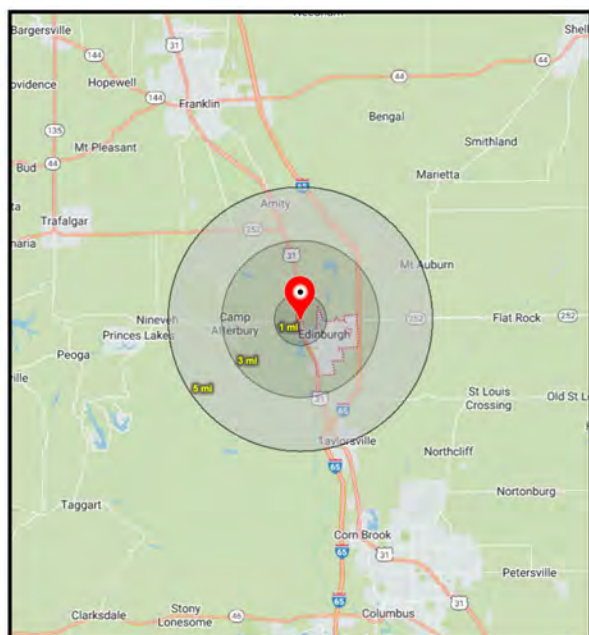 Needham
Bargersville
31
Shell
144
44
44
Hopewell
Providence
144
Franklin
Bengal
135
Mt Pleasant
Smithland
44
Bud
Marietta
65
Amity
Trafalgar
252
31
Mt Auburn
Nineveh
Camp
Atterbury
252
Flat Rock
252
Princes Lakes
1 mi
Edinburgh
Peoga
3 mi
5 mi
St Louis
Crossing
Old St L
31
65
Taylorsville
Northcliff
65
Taggart
Nortonburg
Corn Brook
65
31
Petersville
Clarksdale
Stony
Lonesome
46
Columbus
31